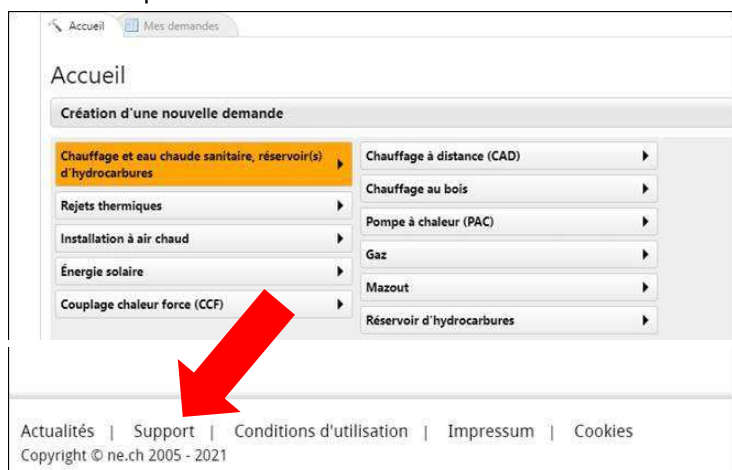 Accueil Mes demandes
Accueil
Création d'une nouvelle demande
Chauffage et eau chaude sanitaire, réservoir(s)
d'hydrocarbures
Rejets thermiques
Installation à air chaud
Énergie solaire
Couplage chaleur force (CCF)
Chauffage à distance (CAD)
Chauffage au bois
Pompe à chaleur (PAC)
Gaz
Mazout
Réservoir d'hydrocarbures
Actualités | Support | Conditions d'utilisation | Impressum | Cookies
Copyright © ne.ch 2005 - 2021